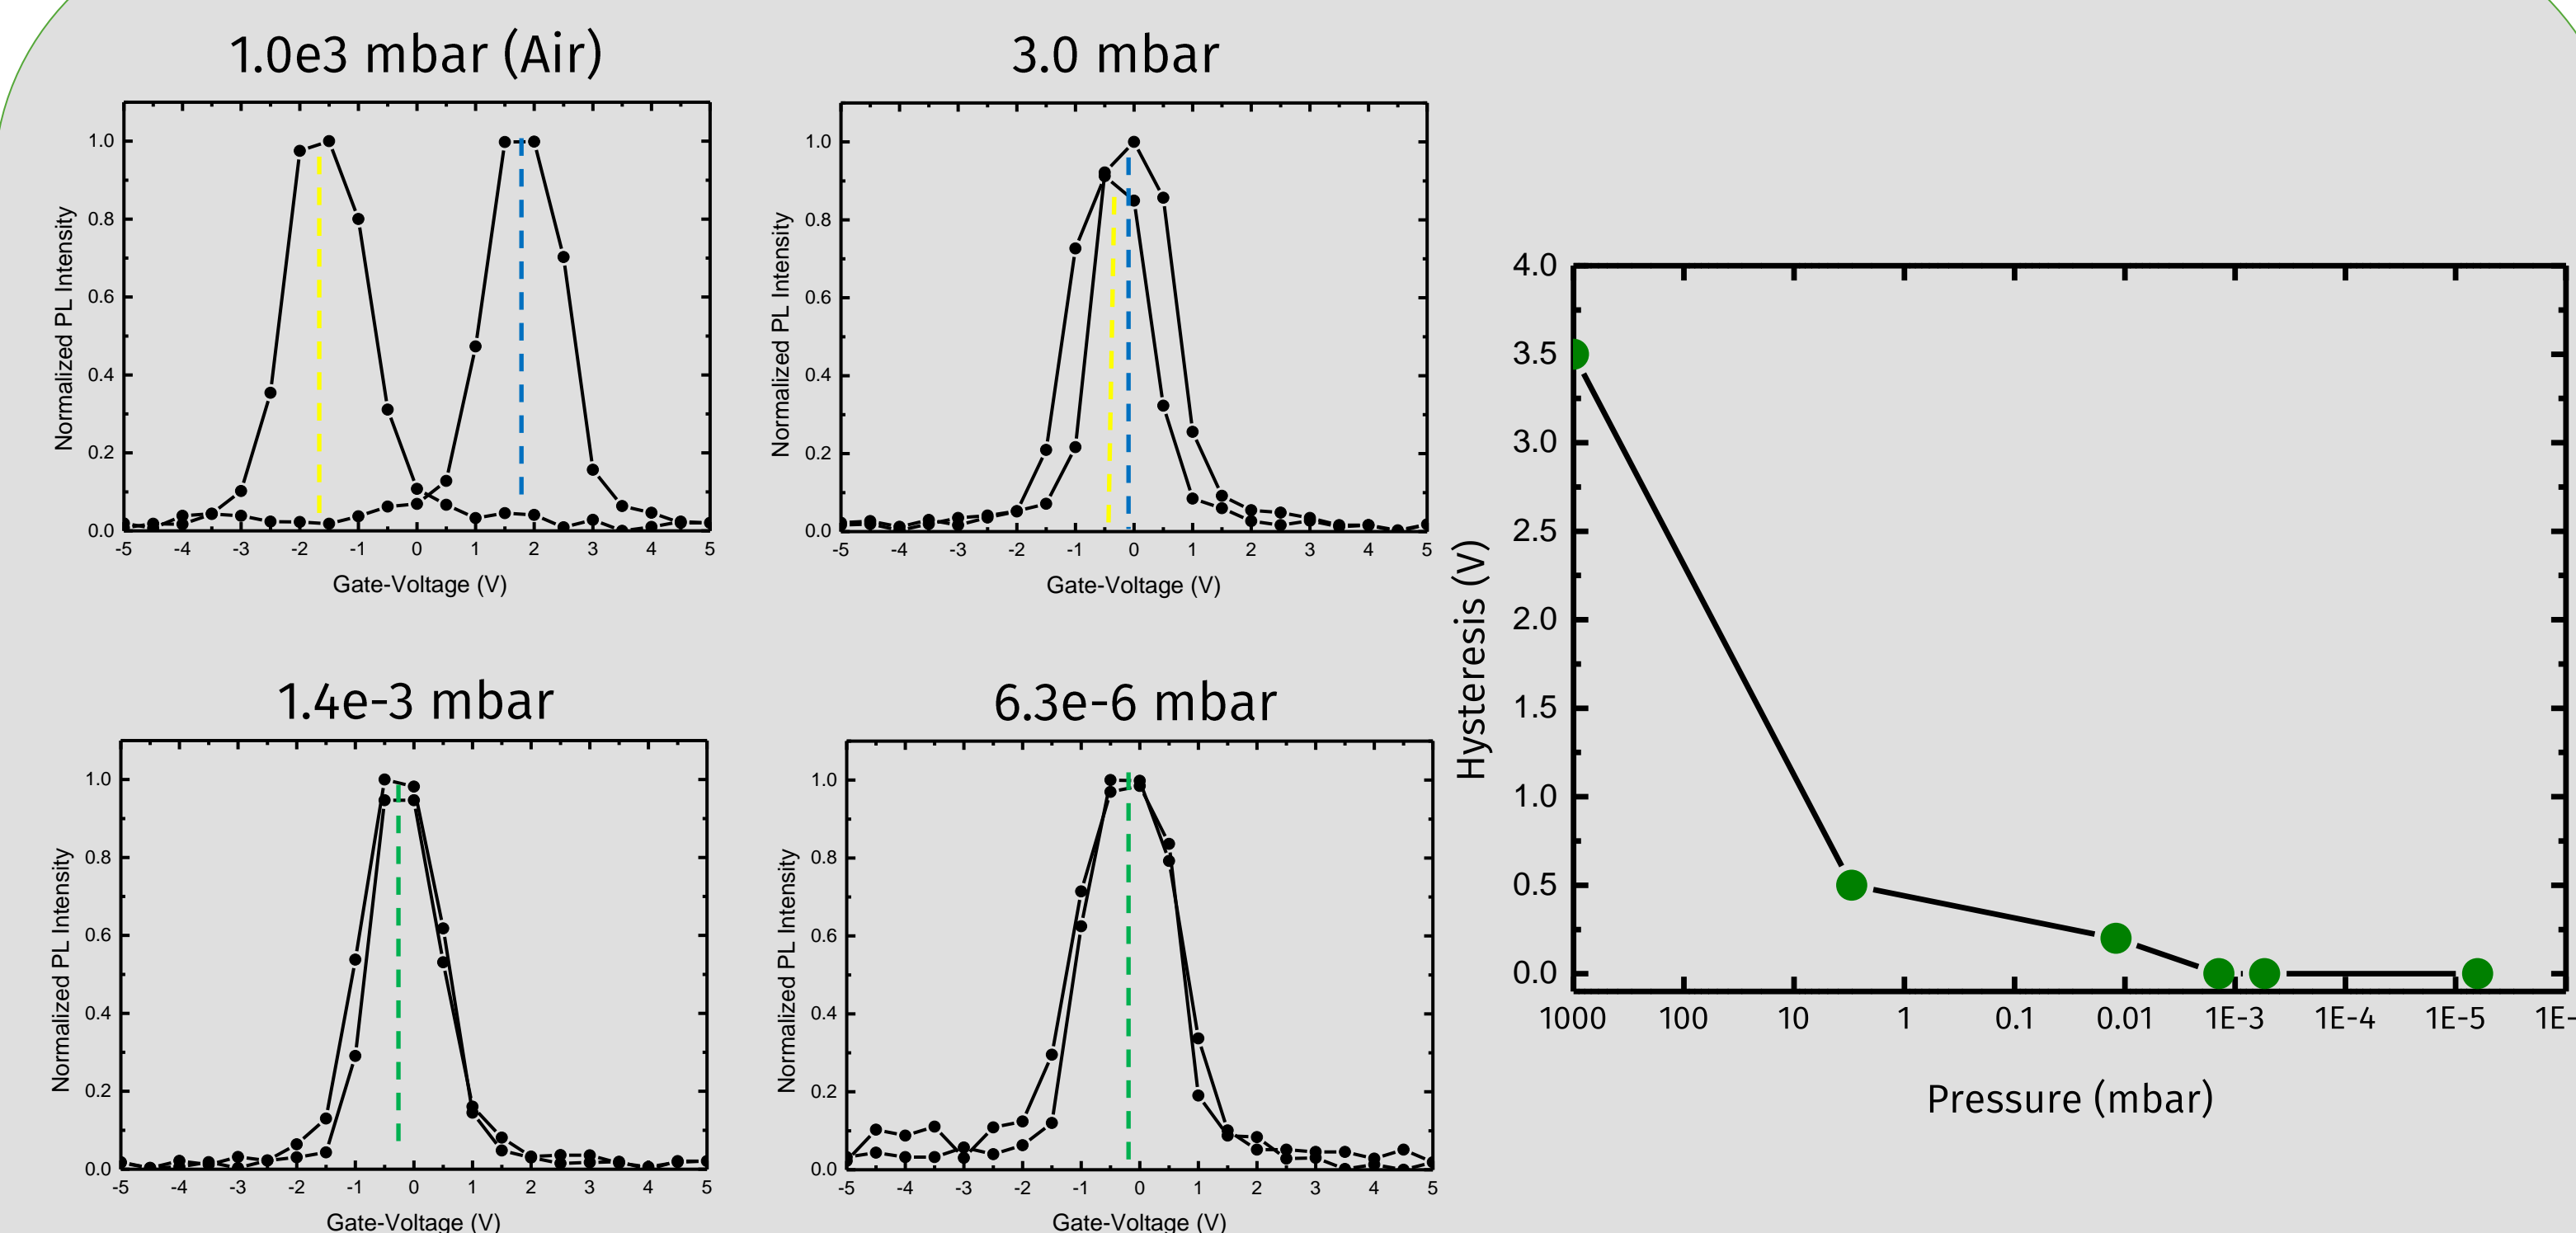 1.0e3 mbar (Air)
1.0
0.8
0.6
0.4
0.2
0.0
Normalized PL Intensity
-5 -4 -3 -2 -1 0 1 2 3 4 5
Gate-Voltage (V)
3.0 mbar
1.0
0.8
0.6
0.4
0.2
0.0
Normalized PL Intensity
-5 -4 -3 -2 -1 0 1 2 3 4 5
Gate-Voltage (V)
1.4e-3 mbar
1.0
0.8
0.6
0.4
0.2
0.0
Normalized PL Intensity
-5 -4 -3 -2 -1 0 1 2 3 4 5
Gate-Voltage (V)
6.3e-6 mbar
1.0
0.8
0.6
0.4
0.2
0.0
Normalized PL Intensity
-5 -4 -3 -2 -1 0 1 2 3 4 5
Gate-Voltage (V)
4.0
3.5
3.0
2.5
2.0
1.5
1.0
0.5
0.0
Hysteresis (V)
1000 100 10 1 0.1 0.01 1E-3 1E-4 1E-5 1E-
Pressure (mbar)